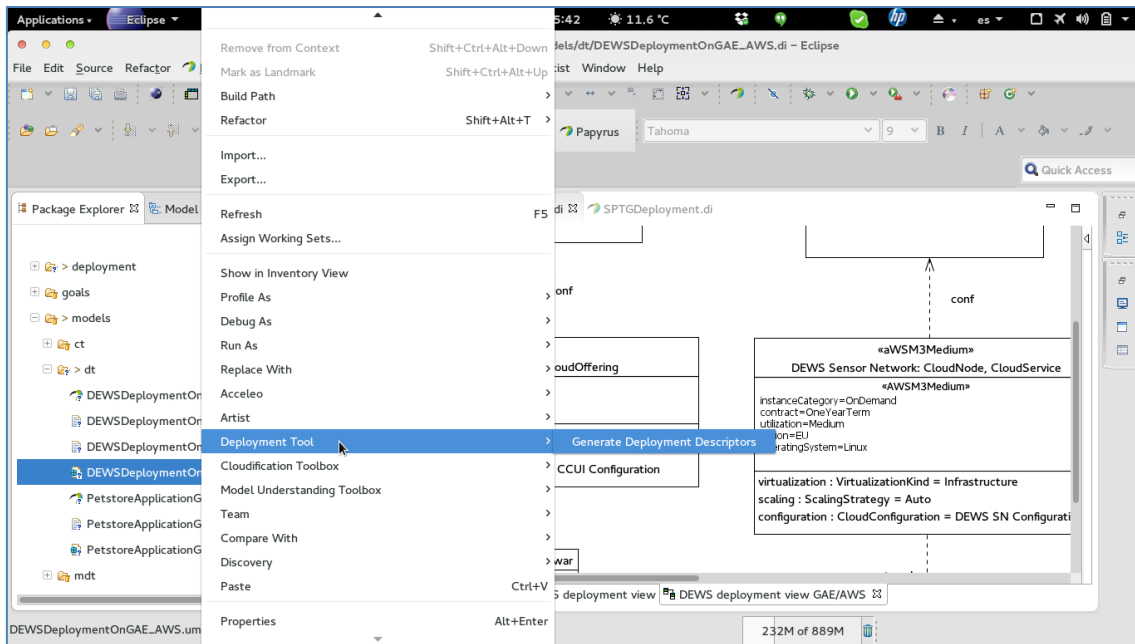 Applications
Eclipse
5:42
11.6 °C
hp
es
els/dt/DEWSDeploymentOnGAE_AWS.di – Eclipse
File Edit Source Refactor
ist Window Help
Papyrus
Tahoma
9
B I A
Quick Access
Package Explorer
Model
di
SPTGDeployment.di
> deployment
goals
> models
ct
> dt
DEWSDeploymentOn
DEWSDeploymentOn
DEWSDeploymentOn
DEWSDeploymentOn
PetstoreApplicationG
PetstoreApplicationG
PetstoreApplicationG
mdt
Remove from Context Shift+Ctrl+Alt+Down
Mark as Landmark Shift+Ctrl+Alt+Up
Build Path
Refactor Shift+Alt+T
Import...
Export...
Refresh F5
Assign Working Sets...
Show in Inventory View
Profile As
Debug As
Run As
Replace With
Acceleo
Artist
Deployment Tool
Cloudification Toolbox
Model Understanding Toolbox
Team
Compare With
Discovery
Paste Ctrl+V
Properties Alt+Enter
Generate Deployment Descriptors
onf
oudOffering
CCUI Configuration
war
conf
«aWSM3Medium»
DEWS Sensor Network: CloudNode, CloudService
«AWSM3Medium»
instanceCategory=OnDemand
contract=OneYearTerm
utilization=Medium
ion=EU
eratingSystem=Linux
virtualization : VirtualizationKind = Infrastructure
scaling : ScalingStrategy = Auto
configuration : CloudConfiguration = DEWS SN Configurati
S deployment view
DEWS deployment view GAE/AWS
DEWSDeploymentOnGAE_AWS.um
232M of 889M